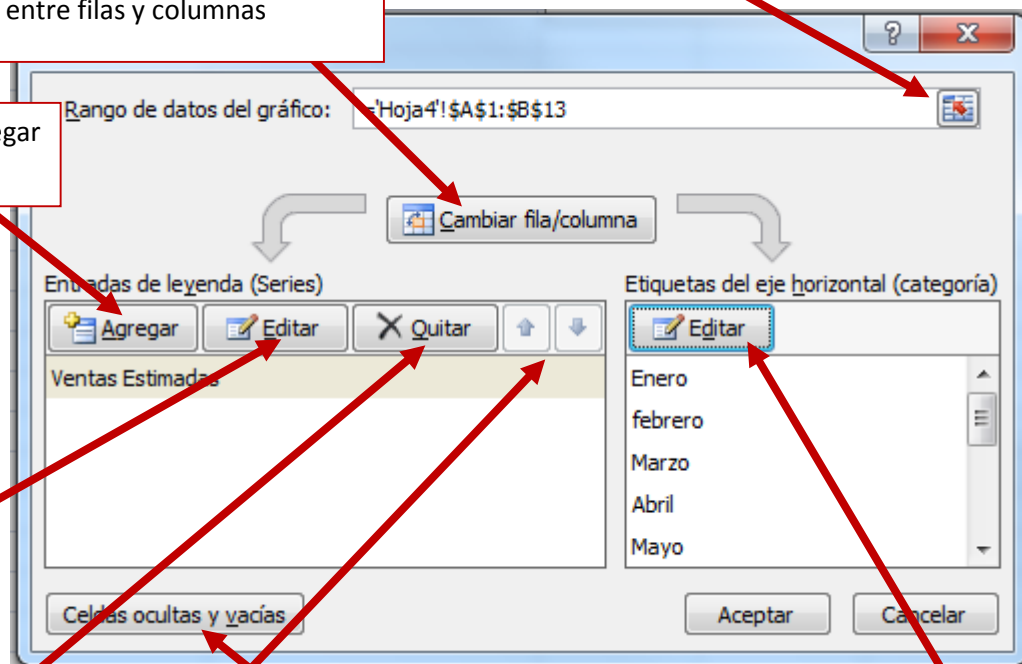 entre filas y columnas
?
X
Rango de datos del gráfico: ='Hoja4'!$A$1:$B$13
Cambiar fila/columna
Entradas de leyenda (Series)
Etiquetas del eje horizontal (categoría)
Agregar Editar Quitar
Editar
Ventas Estimadas
Enero
febrero
Marzo
Abril
Mayo
Celdas ocultas y vacías
Aceptar Cancelar